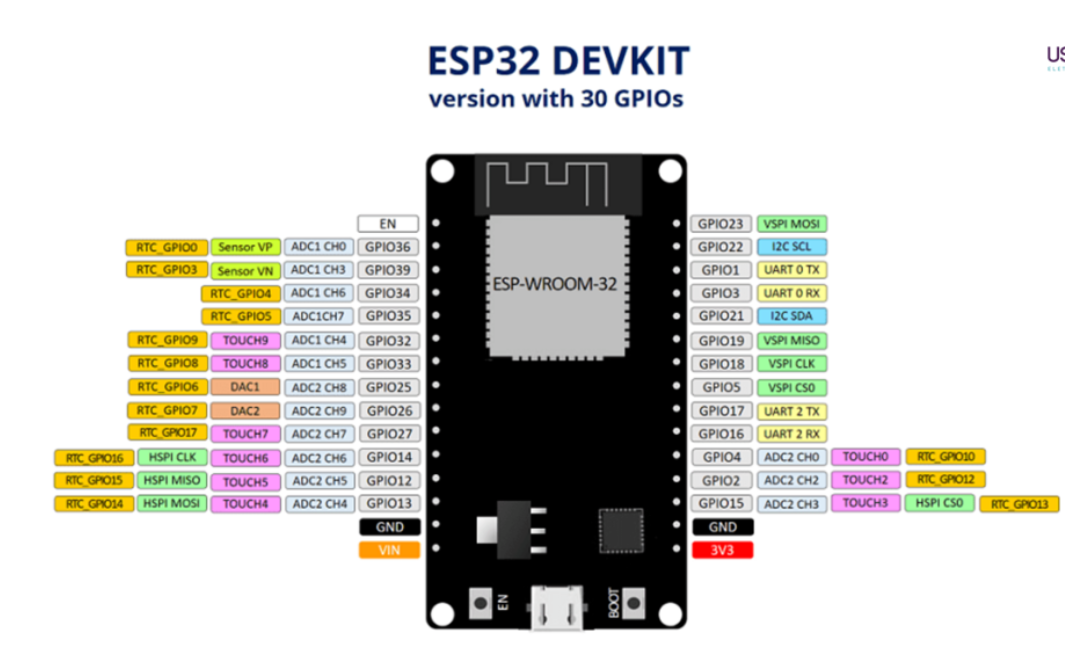 ESP32 DEVKIT
version with 30 GPIOs
US
EN
RTC_GPIO0 Sensor VP ADC1 CH0 GPIO36
RTC_GPIO3 Sensor VN ADC1 CH3 GPIO39
RTC_GPIO4 ADC1 CH6 GPIO34
RTC_GPIO5 ADC1CH7 GPIO35
RTC_GPIO9 TOUCH9 ADC1 CH4 GPIO32
RTC_GPIO8 TOUCH8 ADC1 CH5 GPIO33
RTC_GPIO6 DAC1 ADC2 CH8 GPIO25
RTC_GPIO7 DAC2 ADC2 CH9 GPIO26
RTC_GPIO17 TOUCH7 ADC2 CH7 GPIO27
RTC_GPIO16 HSPI CLK TOUCH6 ADC2 CH6 GPIO14
RTC_GPIO15 HSPI MISO TOUCH5 ADC2 CH5 GPIO12
RTC_GPIO14 HSPI MOSI TOUCH4 ADC2 CH4 GPIO13
GND
VIN
ESP-WROOM-32
EN
BOOT
GPIO23 VSPI MOSI
GPIO22 I2C SCL
GPIO1 UART 0 TX
GPIO3 UART 0 RX
GPIO21 I2C SDA
GPIO19 VSPI MISO
GPIO18 VSPI CLK
GPIO5 VSPI CS0
GPIO17 UART 2 TX
GPIO16 UART 2 RX
GPIO4 ADC2 CH0 TOUCH0 RTC_GPIO10
GPIO2 ADC2 CH2 TOUCH2 RTC_GPIO12
GPIO15 ADC2 CH3 TOUCH3 HSPI CS0 RTC_GPIO13
GND
3V3